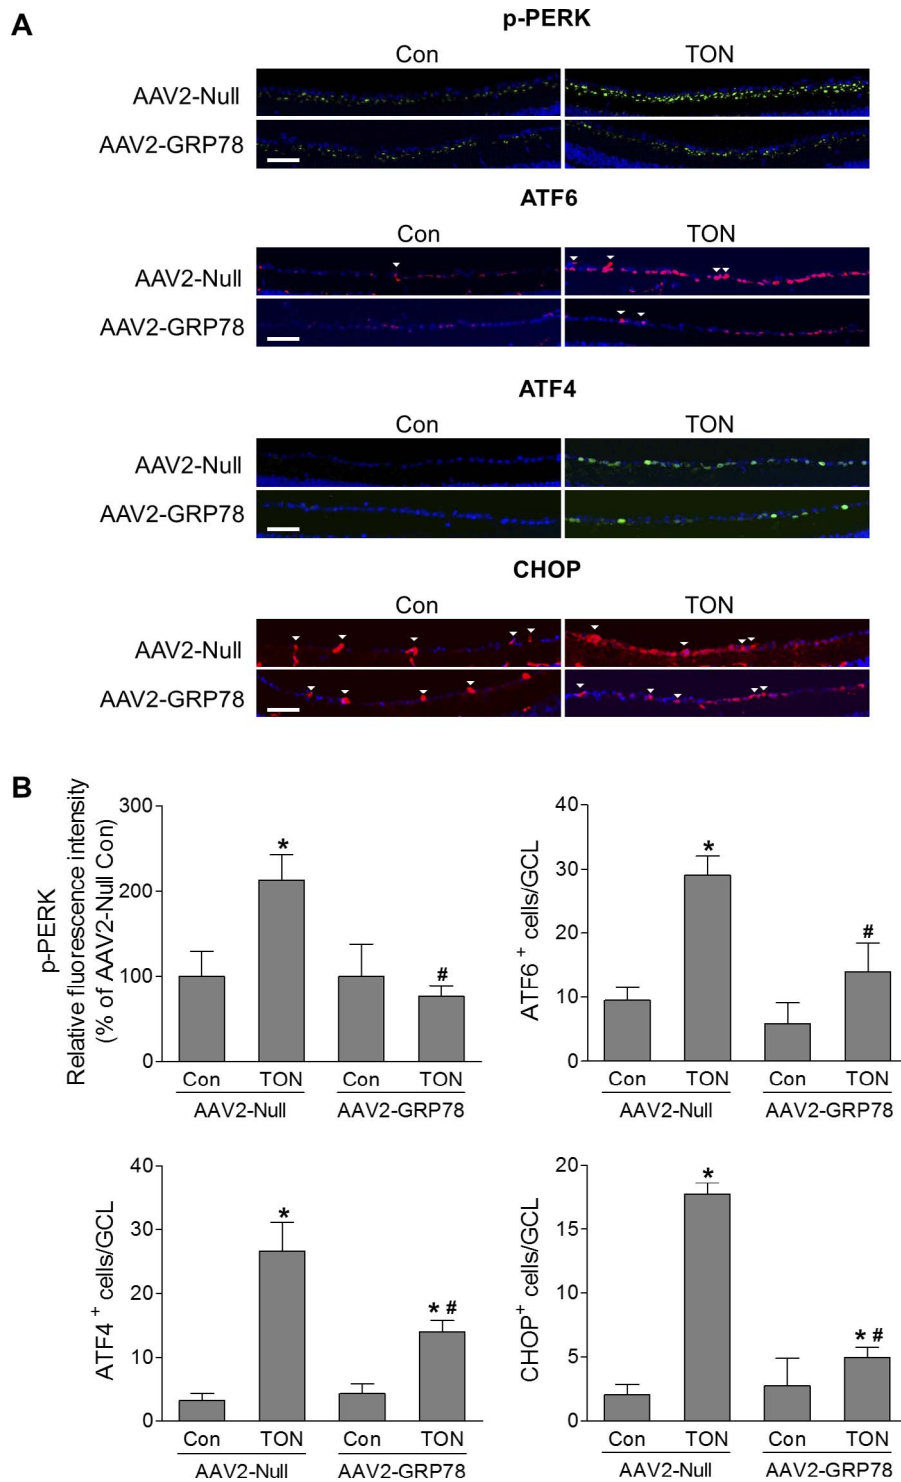 A
p-PERK
Con TON
AAV2-Null
AAV2-GRP78
ATF6
Con TON
AAV2-Null
AAV2-GRP78
ATF4
Con TON
AAV2-Null
AAV2-GRP78
CHOP
Con TON
AAV2-Null
AAV2-GRP78
B
p-PERK
Relative fluorescence intensity
(% of AAV2-Null Con)
300
200
100
0
*
#
Con TON Con TON
AAV2-Null AAV2-GRP78
ATF6 + cells/GCL
40
30
20
10
0
*
#
Con TON Con TON
AAV2-Null AAV2-GRP78
ATF4 + cells/GCL
40
30
20
10
0
*
* #
Con TON Con TON
AAV2-Null AAV2-GRP78
CHOP+ cells/GCL
20
15
10
5
0
*
* #
Con TON Con TON
AAV2-Null AAV2-GRP78